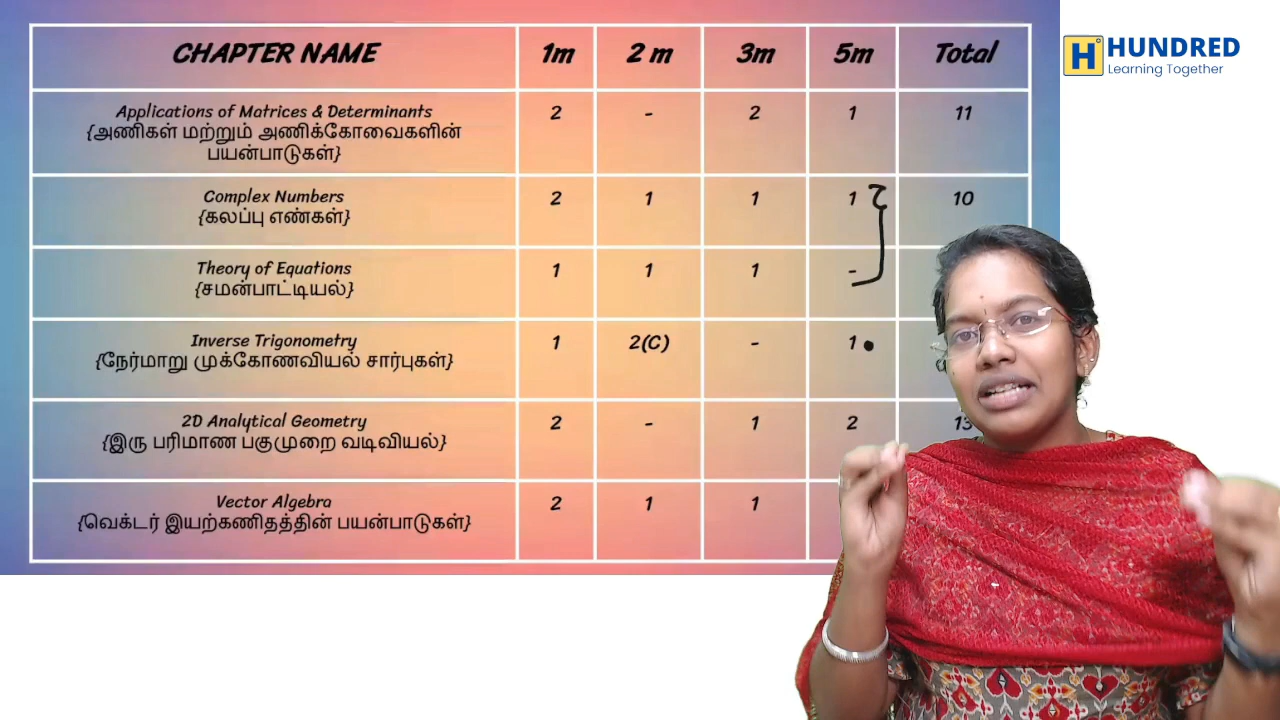 CHAPTER NAME 1m 2 m 3m 5m Total
HUNDRED
Learning Together
Applications of Matrices & Determinants 2 - 2 1 11
{அணிகள் மற்றும் அணிக்கோவைகளின்
பயன்பாடுகள்}
Complex Numbers 2 1 1 1 10
{கலப்பு எண்கள்}
Theory of Equations 1 1 1 -
{சமன்பாட்டியல்}
Inverse Trigonometry 1 2(C) - 1
{நேர்மாறு முக்கோணவியல் சார்புகள்}
2D Analytical Geometry 2 - 1 2 13
{இரு பரிமாண பகுமுறை வடிவியல்}
Vector Algebra 2 1 1
{வெக்டர் இயற்கணிதத்தின் பயன்பாடுகள்}